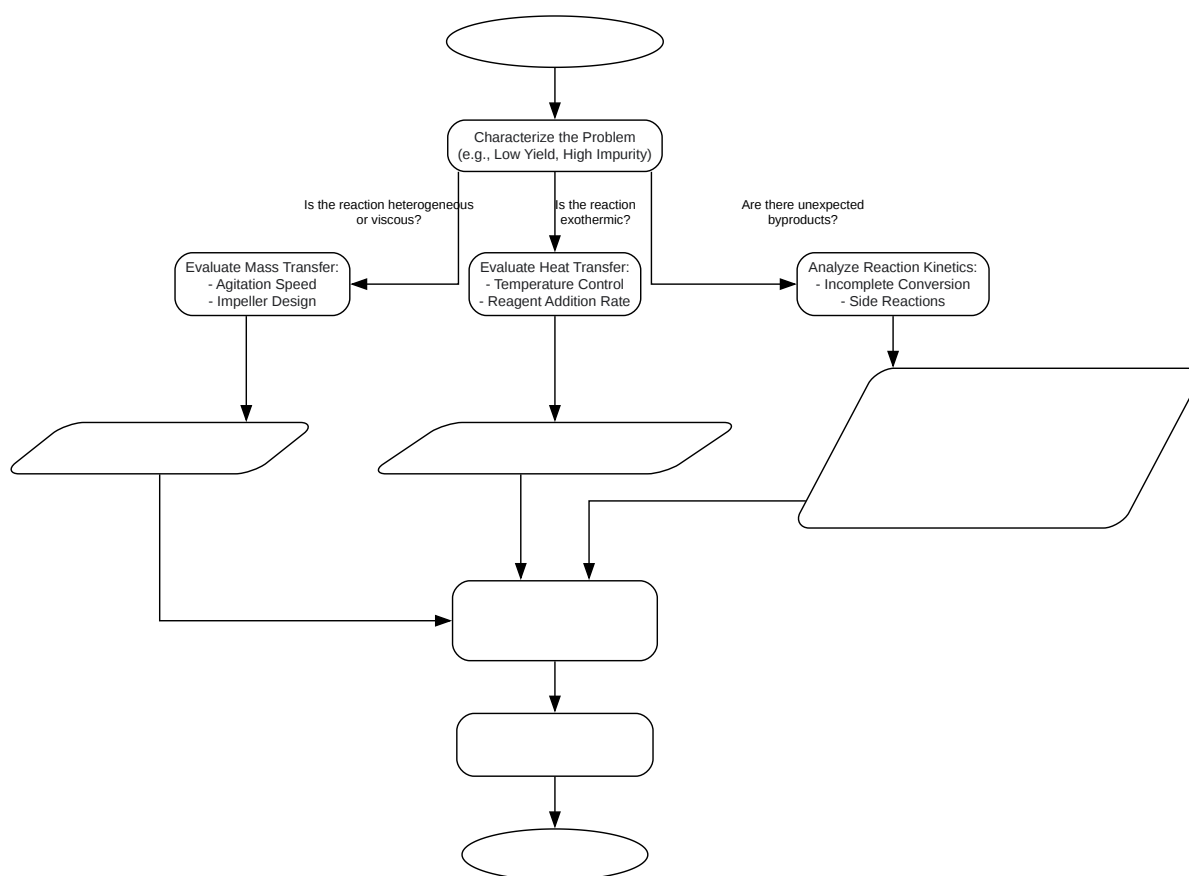 Characterize the Problem
(e.g., Low Yield, High Impurity)
Is the reaction heterogeneous
or viscous?
Is the reaction
exothermic?
Are there unexpected
byproducts?
Evaluate Mass Transfer:
- Agitation Speed
- Impeller Design
Evaluate Heat Transfer:
- Temperature Control
- Reagent Addition Rate
Analyze Reaction Kinetics:
- Incomplete Conversion
- Side Reactions